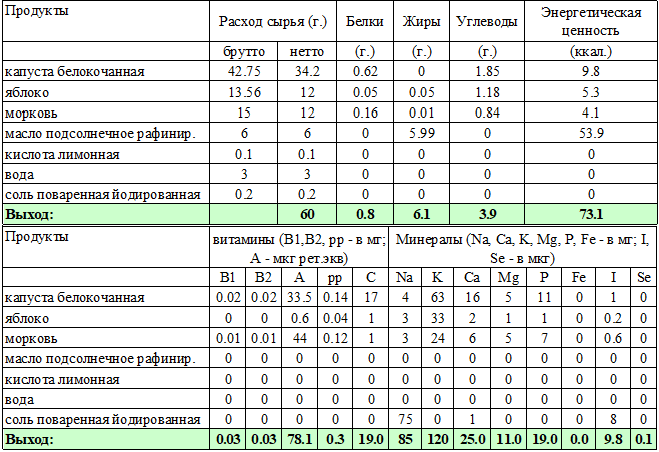 Продукты Расход сырья (г.) Белки Жиры Углеводы Энергетическая ценность
брутто нетто (г.) (г.) (г.) (ккал.)
капуста белокочанная 42.75 34.2 0.62 0 1.85 9.8
яблоко 13.56 12 0.05 0.05 1.18 5.3
морковь 15 12 0.16 0.01 0.84 4.1
масло подсолнечное рафинир. 6 6 0 5.99 0 53.9
кислота лимонная 0.1 0.1 0 0 0 0
вода 3 3 0 0 0 0
соль поваренная йодированная 0.2 0.2 0 0 0 0
Выход: 60 0.8 6.1 3.9 73.1
Продукты витамины (B1,B2, pp - в мг; Минералы (Na, Ca, K, Mg, P, Fe - в мг; I,
A - мкг рет.экв) Se - в мкг)
B1 B2 A pp C Na K Ca Mg P Fe I Se
капуста белокочанная 0.02 0.02 33.5 0.14 17 4 63 16 5 11 0 1 0
яблоко 0 0 0.6 0.04 1 3 33 2 1 1 0 0.2 0
морковь 0.01 0.01 44 0.12 1 3 24 6 5 7 0 0.6 0
масло подсолнечное рафинир. 0 0 0 0 0 0 0 0 0 0 0 0 0
кислота лимонная 0 0 0 0 0 0 0 0 0 0 0 0 0
вода 0 0 0 0 0 0 0 0 0 0 0 0 0
соль поваренная йодированная 0 0 0 0 0 75 0 1 0 0 0 8 0
Выход: 0.03 0.03 78.1 0.3 19.0 85 120 25.0 11.0 19.0 0.0 9.8 0.1